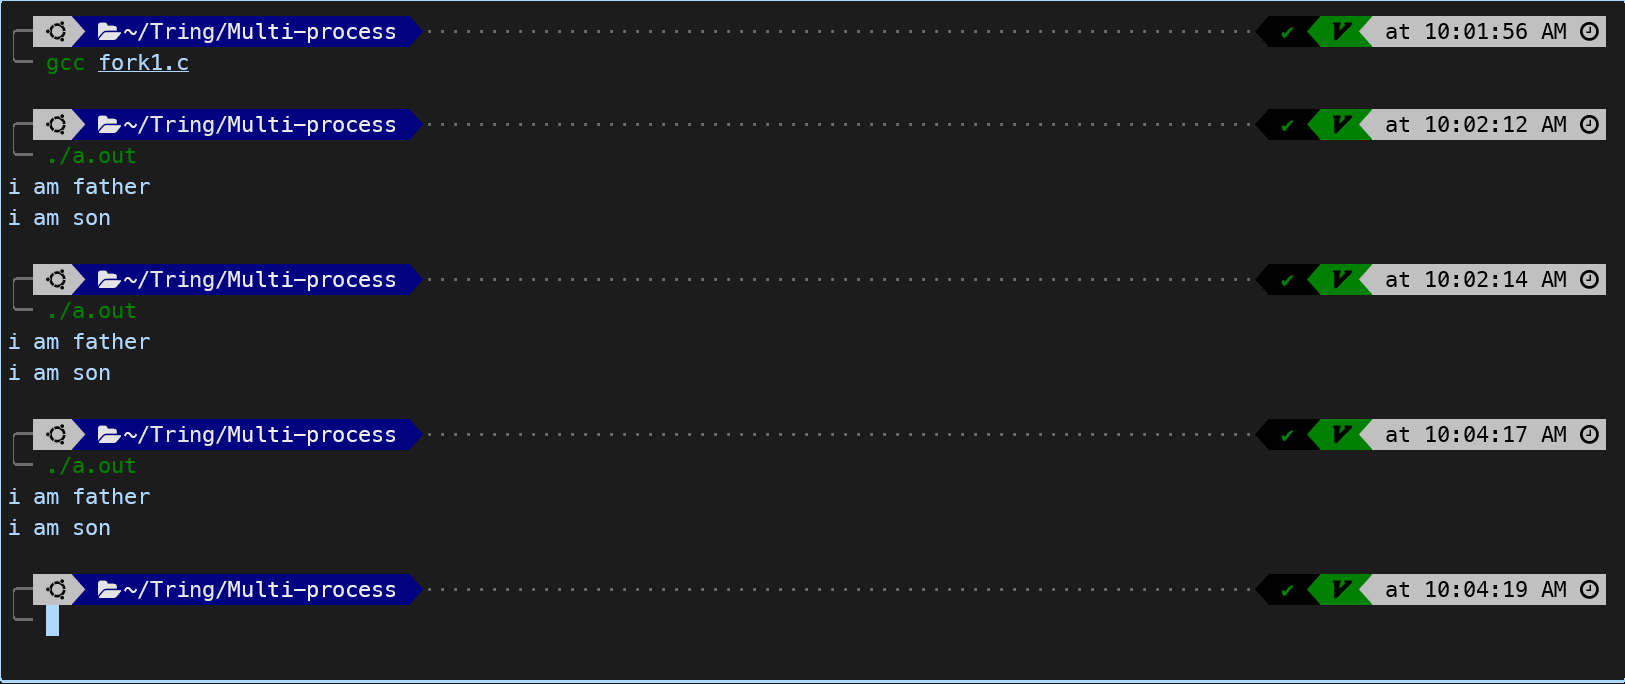 ~/Tring/Multi-process ✔ V at 10:01:56 AM
gcc fork1.c
~/Tring/Multi-process ✔ V at 10:02:12 AM
./a.out
i am father
i am son
~/Tring/Multi-process ✔ V at 10:02:14 AM
./a.out
i am father
i am son
~/Tring/Multi-process ✔ V at 10:04:17 AM
./a.out
i am father
i am son
~/Tring/Multi-process ✔ V at 10:04:19 AM